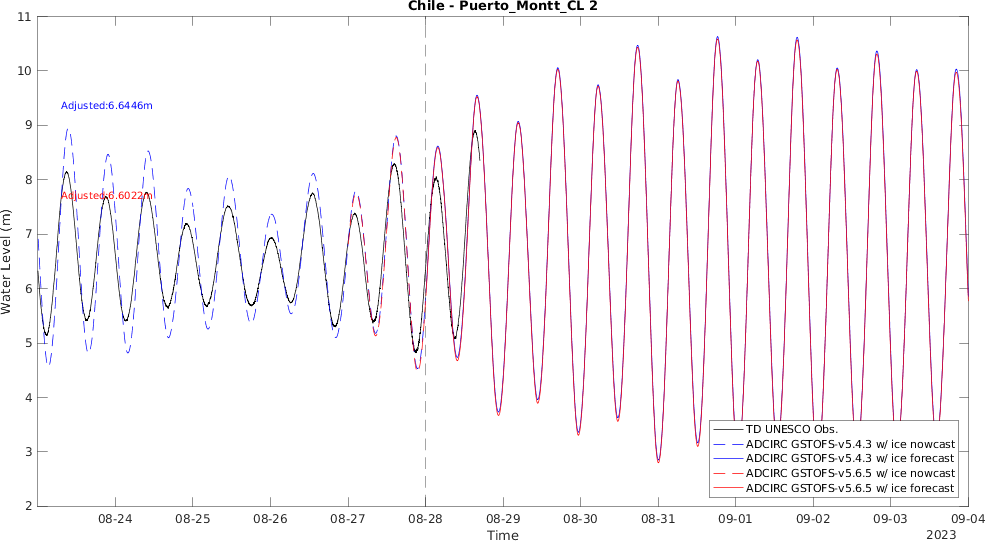 Chile - Puerto_Montt_CL 2
Water Level (m)
11
10
9
8
7
6
5
4
3
2
Adjusted:6.6446m
Adjusted:6.6022
TD UNESCO Obs.
ADCIRC GSTOFS-v5.4.3 w/ ice nowcast
ADCIRC GSTOFS-v5.4.3 w/ ice forecast
ADCIRC GSTOFS-v5.6.5 w/ ice nowcast
ADCIRC GSTOFS-v5.6.5 w/ ice forecast
08-24 08-25 08-26 08-27 08-28 08-29 08-30 08-31 09-01 09-02 09-03 09-04
Time
2023